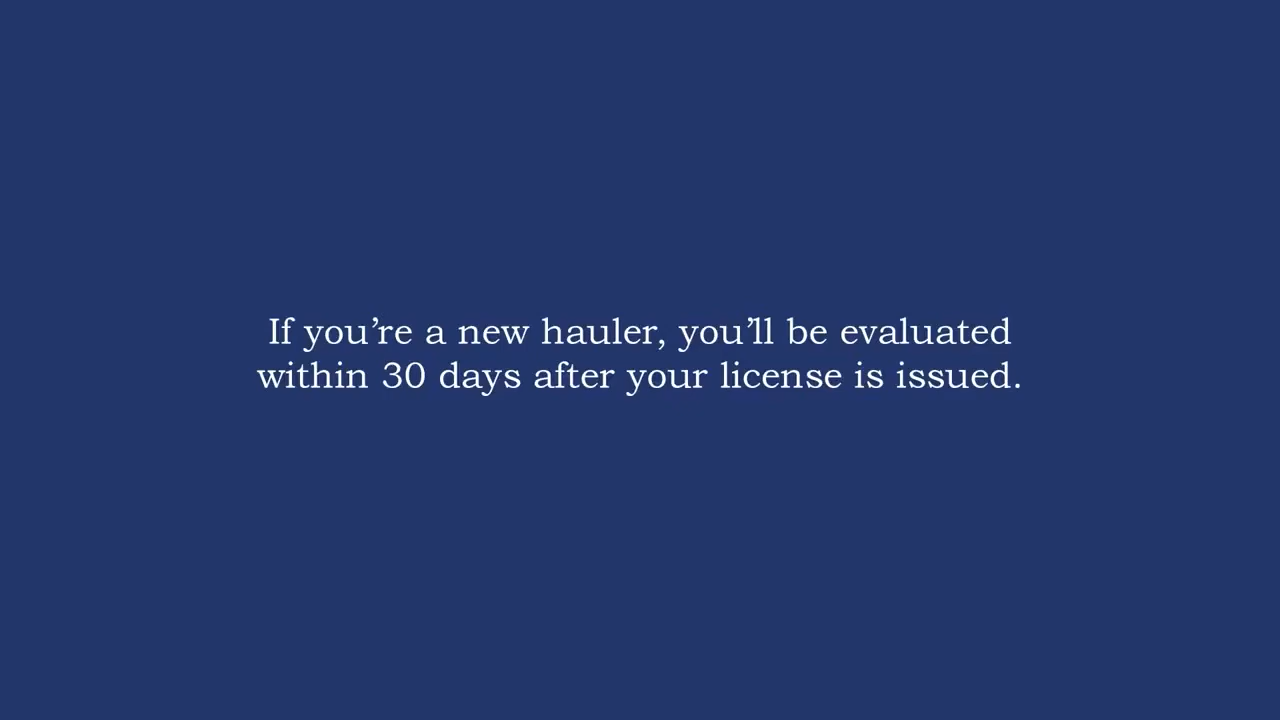 If you’re a new hauler, you’ll be evaluated
within 30 days after your license is issued.